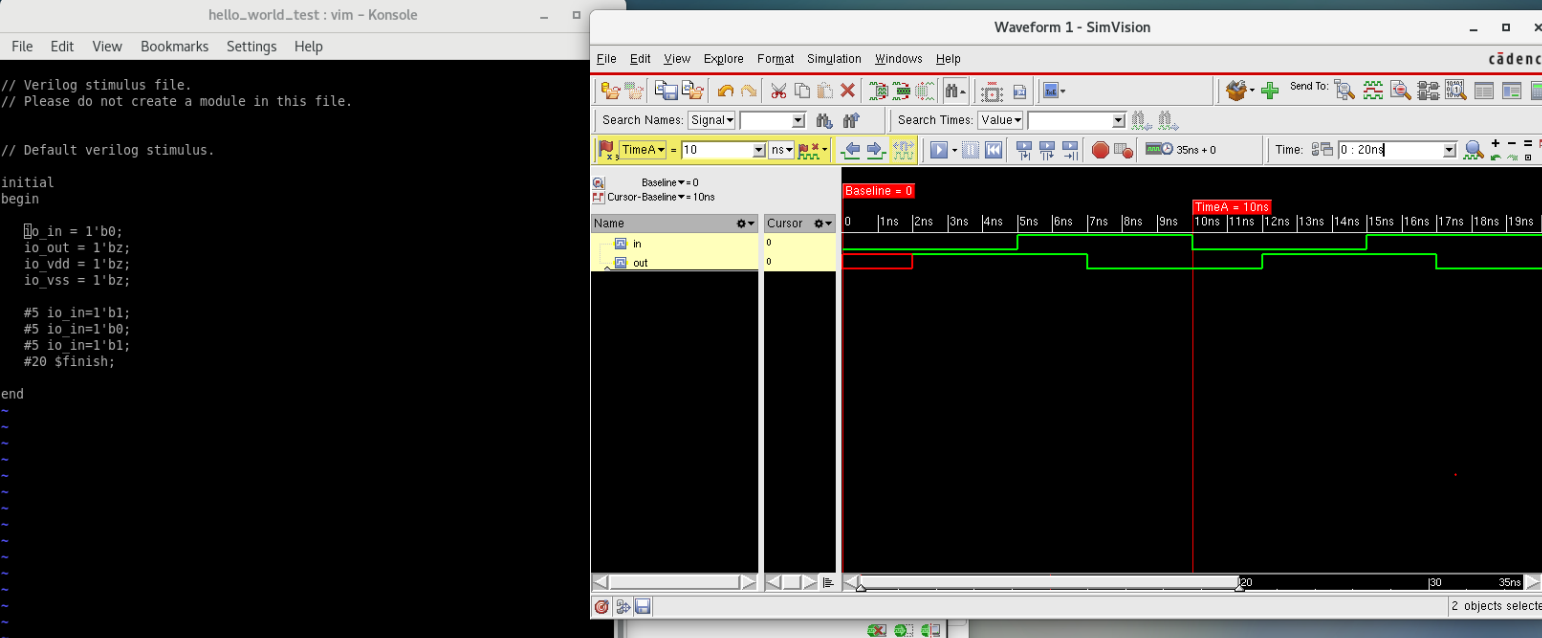 hello_world_test : vim – Konsole
File Edit View Bookmarks Settings Help
// Verilog stimulus file.
// Please do not create a module in this file.
// Default verilog stimulus.
initial
begin
io_in = 1'b0;
io_out = 1'bz;
io_vdd = 1'bz;
io_vss = 1'bz;
#5 io_in=1'b1;
#5 io_in=1'b0;
#5 io_in=1'b1;
#20 $finish;
end
~
~
~
~
~
~
~
~
~
~
~
~
~
~
Waveform 1 - SimVision
File Edit View Explore Format Simulation Windows Help
cādenc
Send To:
Search Names: Signal Search Times: Value
TimeA = 10 ns 35ns + 0 Time: 0 : 20ns
Baseline = 0
Cursor-Baseline = 10ns
Baseline = 0
TimeA = 10ns
Name Cursor 0 1ns 2ns 3ns 4ns 5ns 6ns 7ns 8ns 9ns 10ns 11ns 12ns 13ns 14ns 15ns 16ns 17ns 18ns 19ns
in 0
out 0
20 30 35ns
2 objects selecte